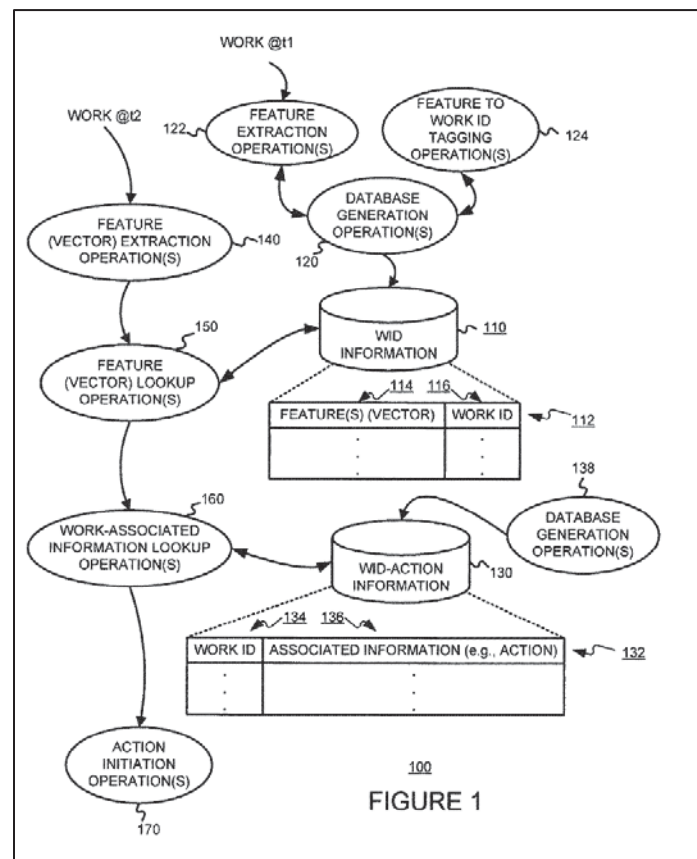 WORK @t1
WORK @t2
122
FEATURE
EXTRACTION
OPERATION(S)
FEATURE TO
WORK ID
TAGGING
OPERATION(S)
124
DATABASE
GENERATION
OPERATION(S)
120
FEATURE
(VECTOR) EXTRACTION
OPERATION(S)
140
150
FEATURE
(VECTOR) LOOKUP
OPERATION(S)
WID
INFORMATION
110
114
116
FEATURE(S) (VECTOR)
WORK ID
112
138
DATABASE
GENERATION
OPERATION(S)
160
WORK-ASSOCIATED
INFORMATION LOOKUP
OPERATION(S)
WID-ACTION
INFORMATION
130
134
136
WORK ID
ASSOCIATED INFORMATION (e.g., ACTION)
132
ACTION
INITIATION
OPERATION(S)
170
100
FIGURE 1